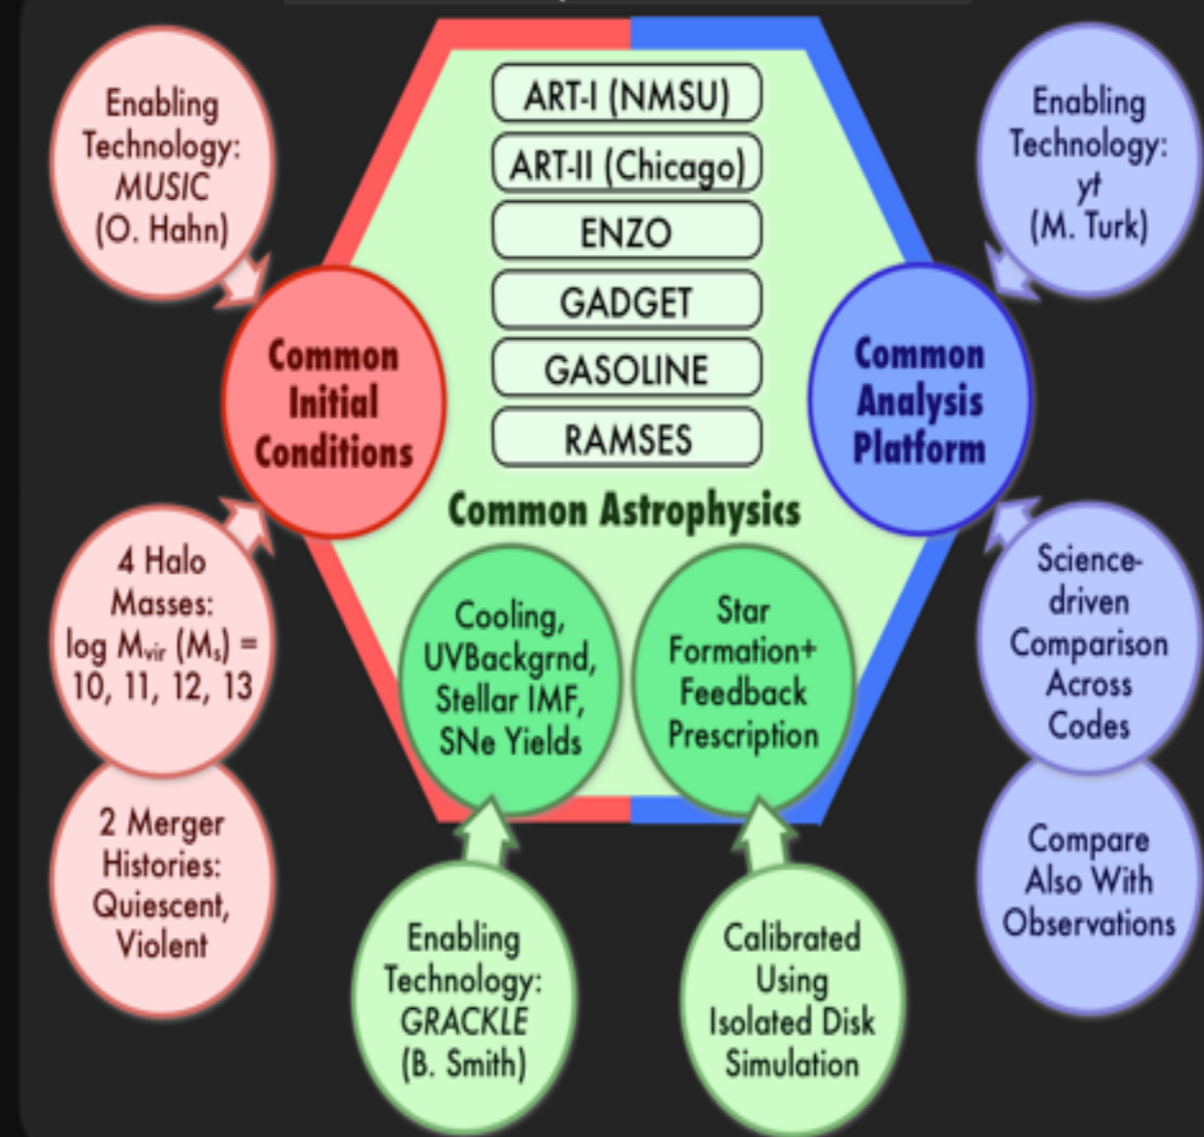 Enabling
Technology:
MUSIC
(O. Hahn)
Common
Initial
Conditions
4 Halo
Masses:
log Mvir (Ms) =
10, 11, 12, 13
2 Merger
Histories:
Quiescent,
Violent
ART-I (NMSU)
ART-II (Chicago)
ENZO
GADGET
GASOLINE
RAMSES
Common Astrophysics
Cooling,
UVBackgrnd,
Stellar IMF,
SNe Yields
Star
Formation+
Feedback
Prescription
Enabling
Technology:
GRACKLE
(B. Smith)
Calibrated
Using
Isolated Disk
Simulation
Enabling
Technology:
yt
(M. Turk)
Common
Analysis
Platform
Science-
driven
Comparison
Across
Codes
Compare
Also With
Observations